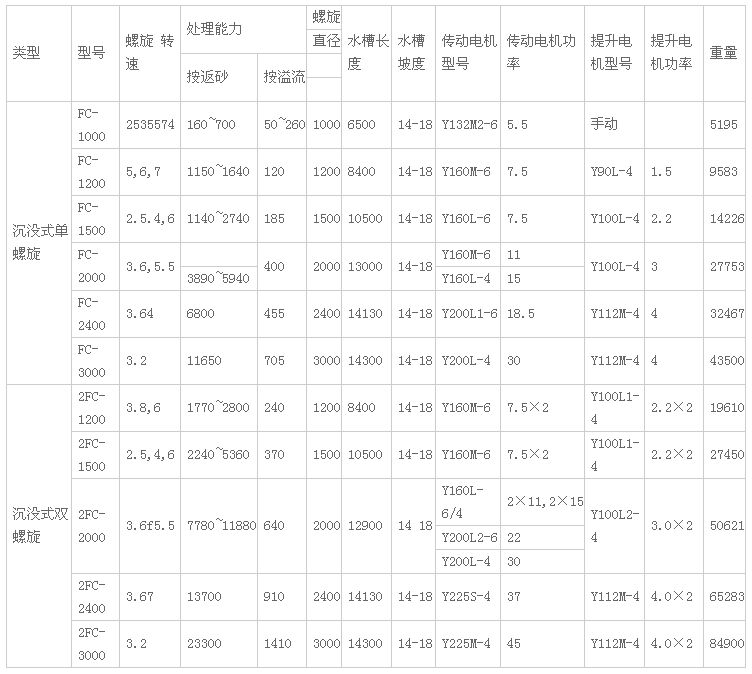 类型 型号 螺旋 转速 处理能力 螺旋 直径 水槽长度 水槽坡度 传动电机型号 传动电机功率 提升电机型号 提升电机功率 重量
按返砂 按溢流
沉没式单螺旋
FC-1000 2535574 160~700 50~260 1000 6500 14-18 Y132M2-6 5.5 手动 5195
FC-1200 5,6,7 1150~1640 120 1200 8400 14-18 Y160M-6 7.5 Y90L-4 1.5 9583
FC-1500 2.5.4,6 1140~2740 185 1500 10500 14-18 Y160L-6 7.5 Y100L-4 2.2 14226
FC-2000 3.6,5.5 3890~5940 400 2000 13000 14-18 Y160M-6 11 Y100L-4 3 27753
Y160L-4 15
FC-2400 3.64 6800 455 2400 14130 14-18 Y200L1-6 18.5 Y112M-4 4 32467
FC-3000 3.2 11650 705 3000 14300 14-18 Y200L-4 30 Y112M-4 4 43500
沉没式双螺旋
2FC-1200 3.8,6 1770~2800 240 1200 8400 14-18 Y160M-6 7.5×2 Y100L1-4 2.2×2 19610
2FC-1500 2.5,4,6 2240~5360 370 1500 10500 14-18 Y160M-6 7.5×2 Y100L1-4 2.2×2 27450
2FC-2000 3.6f5.5 7780~11880 640 2000 12900 14 18 Y160L-6/4 2×11,2×15 Y100L2-4 3.0×2 50621
Y200L2-6 22
Y200L-4 30
2FC-2400 3.67 13700 910 2400 14130 14-18 Y225S-4 37 Y112M-4 4.0×2 65283
2FC-3000 3.2 23300 1410 3000 14300 14-18 Y225M-4 45 Y112M-4 4.0×2 84900